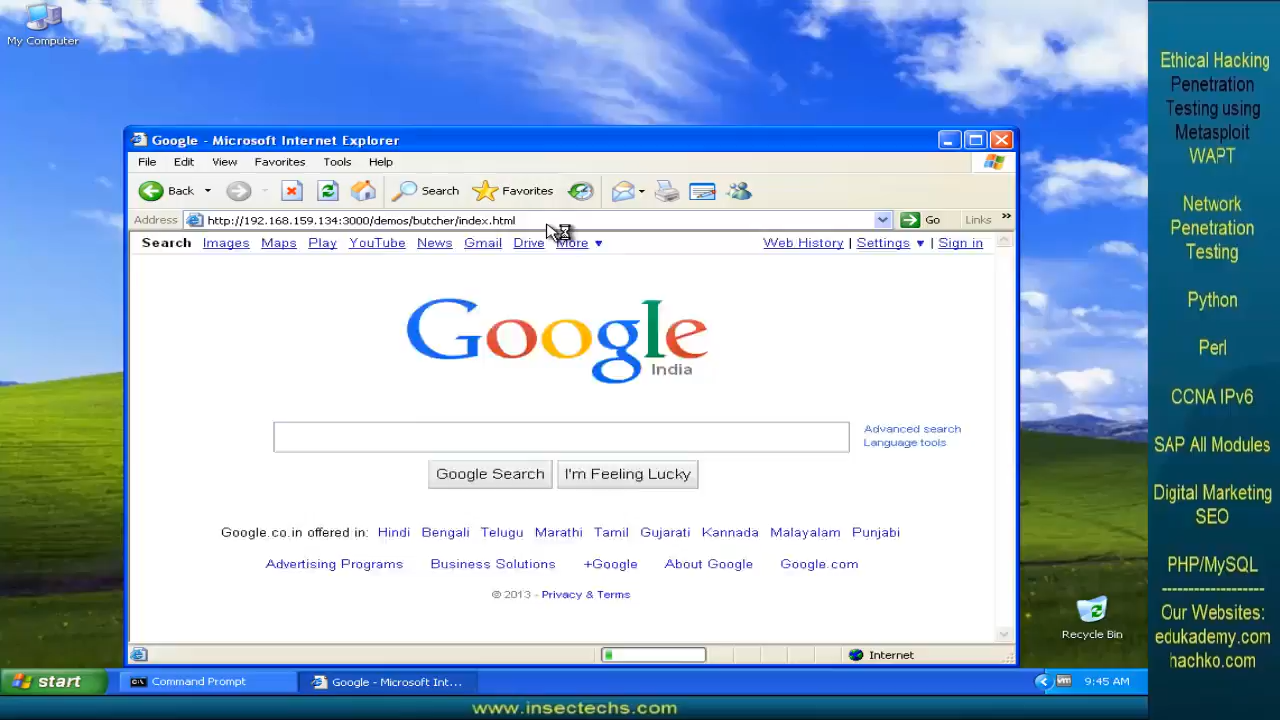 My Computer
Google - Microsoft Internet Explorer
File Edit View Favorites Tools Help
Back Search Favorites
Address http://192.168.159.134:3000/demos/butcher/index.html Go Links »
Search Images Maps Play YouTube News Gmail Drive More ▼ Web History | Settings ▼ | Sign in
Google
India
Advanced search
Language tools
Google Search I'm Feeling Lucky
Google.co.in offered in: Hindi Bengali Telugu Marathi Tamil Gujarati Kannada Malayalam Punjabi
Advertising Programs Business Solutions +Google About Google Google.com
© 2013 - Privacy & Terms
Internet
Recycle Bin
start Command Prompt Google - Microsoft Int... 9:45 AM
www.insectechs.com
Ethical Hacking
Penetration
Testing using
Metasploit
WAPT
Network
Penetration
Testing
Python
Perl
CCNA IPv6
SAP All Modules
Digital Marketing
SEO
PHP/MySQL
--------------------
Our Websites:
edukademy.com
hachko.com